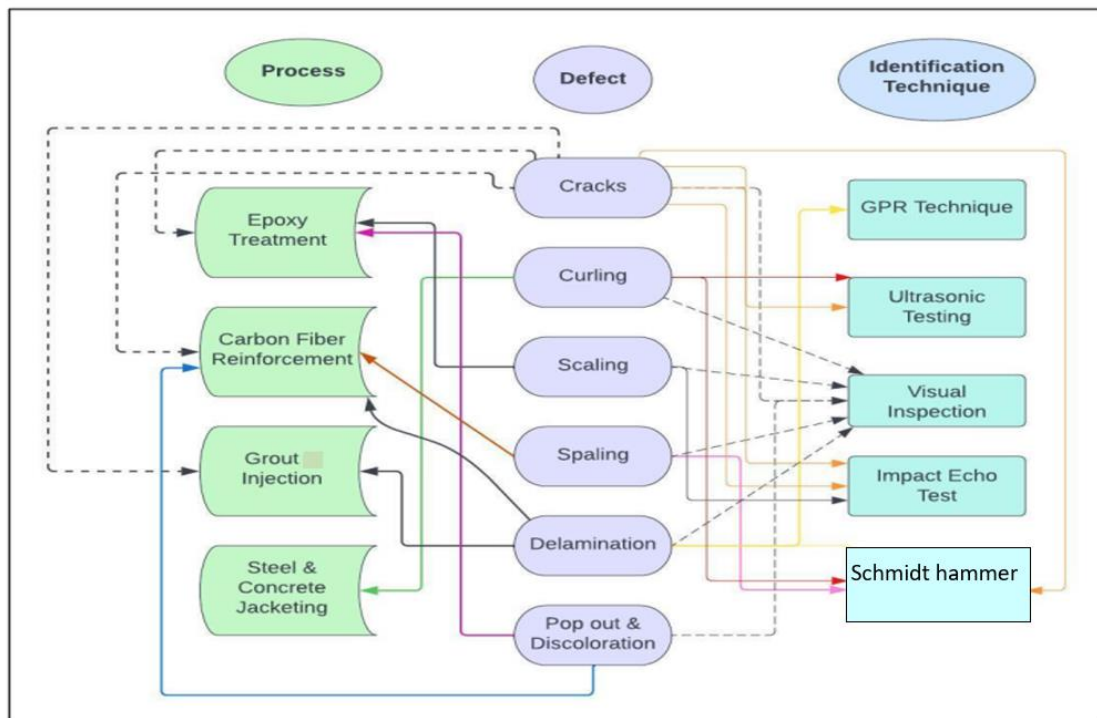 Process
Defect
Identification
Technique
Cracks
Epoxy
Treatment
GPR Technique
Curling
Ultrasonic
Testing
Carbon Fiber
Reinforcement
Scaling
Visual
Inspection
Grout
Injection
Spaling
Impact Echo
Test
Delamination
Steel &
Concrete
Jacketing
Schmidt hammer
Pop out &
Discoloration